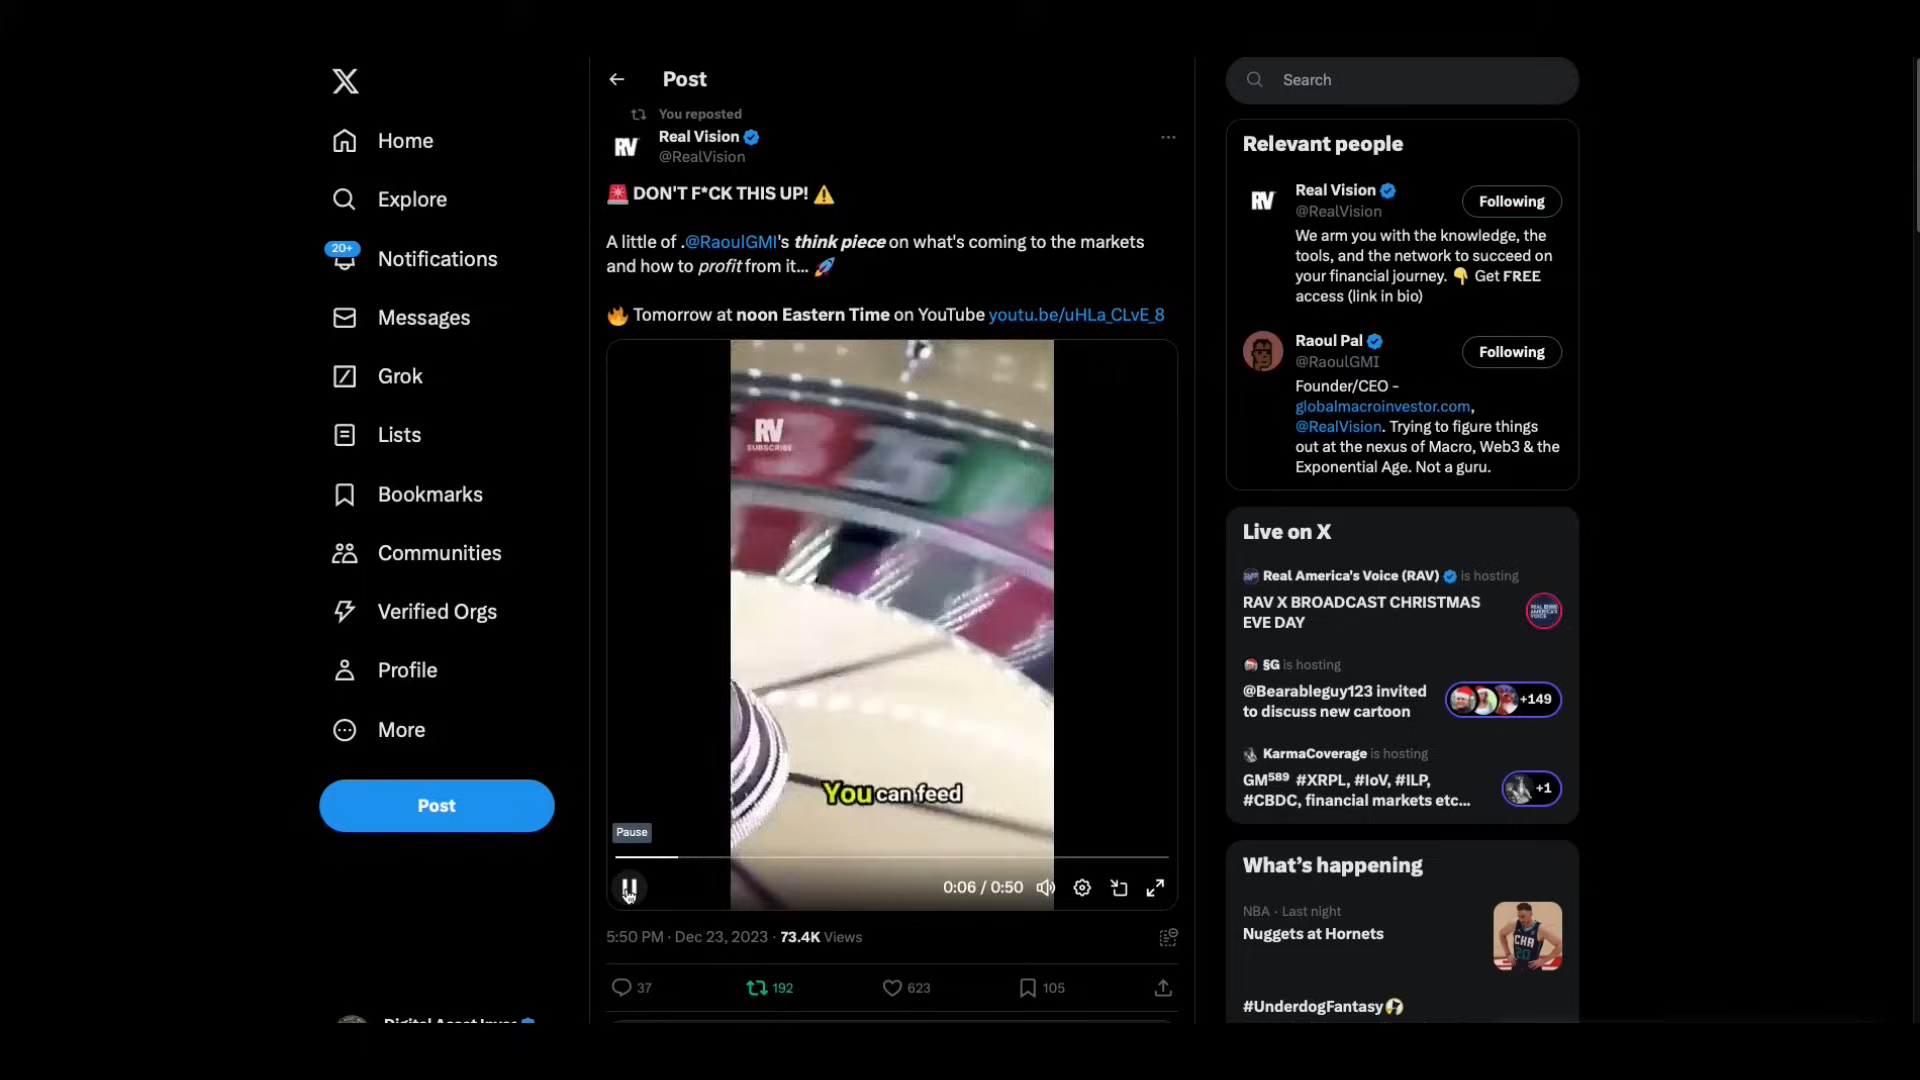 Home
Explore
20+
Notifications
Messages
Grok
Lists
Bookmarks
Communities
Verified Orgs
Profile
More
Post
Post
You reposted
RV
Real Vision
@RealVision
🚨 DON'T F*CK THIS UP! ⚠️
A little of .@RaoulGMI's think piece on what's coming to the markets
and how to profit from it... 🚀
🔥 Tomorrow at noon Eastern Time on YouTube youtu.be/uHLa_CLvE_8
RV
SUBSCRIBE
You can feed
Pause
0:06 / 0:50
5:50 PM · Dec 23, 2023 · 73.4K Views
37
192
623
105
Search
Relevant people
RV
Real Vision
@RealVision
Following
We arm you with the knowledge, the
tools, and the network to succeed on
your financial journey. 👇 Get FREE
access (link in bio)
Raoul Pal
@RaoulGMI
Following
Founder/CEO -
globalmacroinvestor.com,
@RealVision. Trying to figure things
out at the nexus of Macro, Web3 & the
Exponential Age. Not a guru.
Live on X
Real America's Voice (RAV) is hosting
RAV X BROADCAST CHRISTMAS
EVE DAY
§G is hosting
@Bearableguy123 invited
to discuss new cartoon
+149
KarmaCoverage is hosting
GM⁵⁸⁹ #XRPL, #IoV, #ILP,
#CBDC, financial markets etc...
+1
What's happening
NBA · Last night
Nuggets at Hornets
CHA
20
#UnderdogFantasy